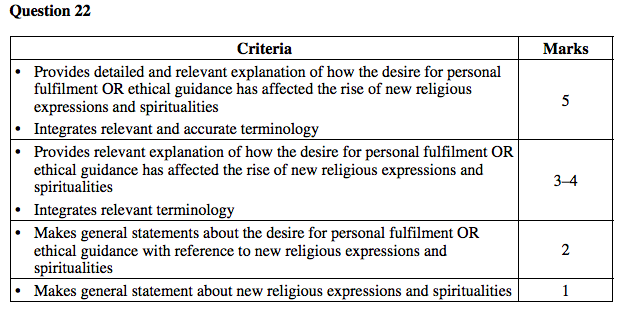 Question 22
Criteria Marks
• Provides detailed and relevant explanation of how the desire for personal
fulfilment OR ethical guidance has affected the rise of new religious
expressions and spiritualities
• Integrates relevant and accurate terminology
5
• Provides relevant explanation of how the desire for personal fulfilment OR
ethical guidance has affected the rise of new religious expressions and
spiritualities
• Integrates relevant terminology
3–4
• Makes general statements about the desire for personal fulfilment OR
ethical guidance with reference to new religious expressions and
spiritualities
2
• Makes general statement about new religious expressions and spiritualities 1